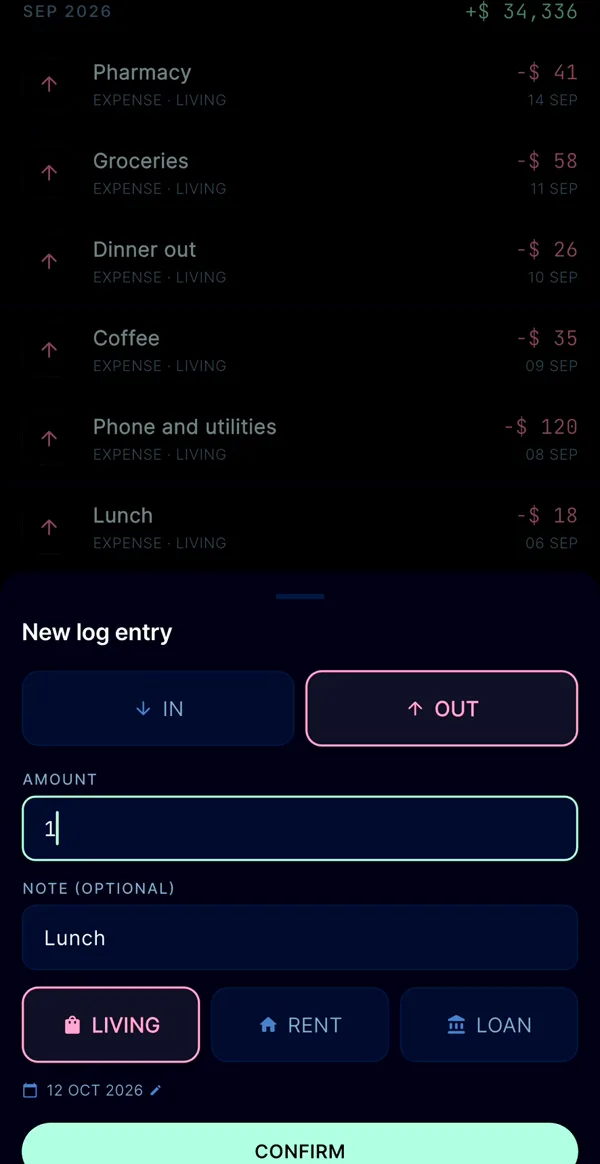 SEP 2026 +$ 34,336
Pharmacy -$ 41
EXPENSE · LIVING 14 SEP
Groceries -$ 58
EXPENSE · LIVING 11 SEP
Dinner out -$ 26
EXPENSE · LIVING 10 SEP
Coffee -$ 35
EXPENSE · LIVING 09 SEP
Phone and utilities -$ 120
EXPENSE · LIVING 08 SEP
Lunch -$ 18
EXPENSE · LIVING 06 SEP
New log entry
IN OUT
AMOUNT
1
NOTE (OPTIONAL)
Lunch
LIVING RENT LOAN
12 OCT 2026
CONFIRM